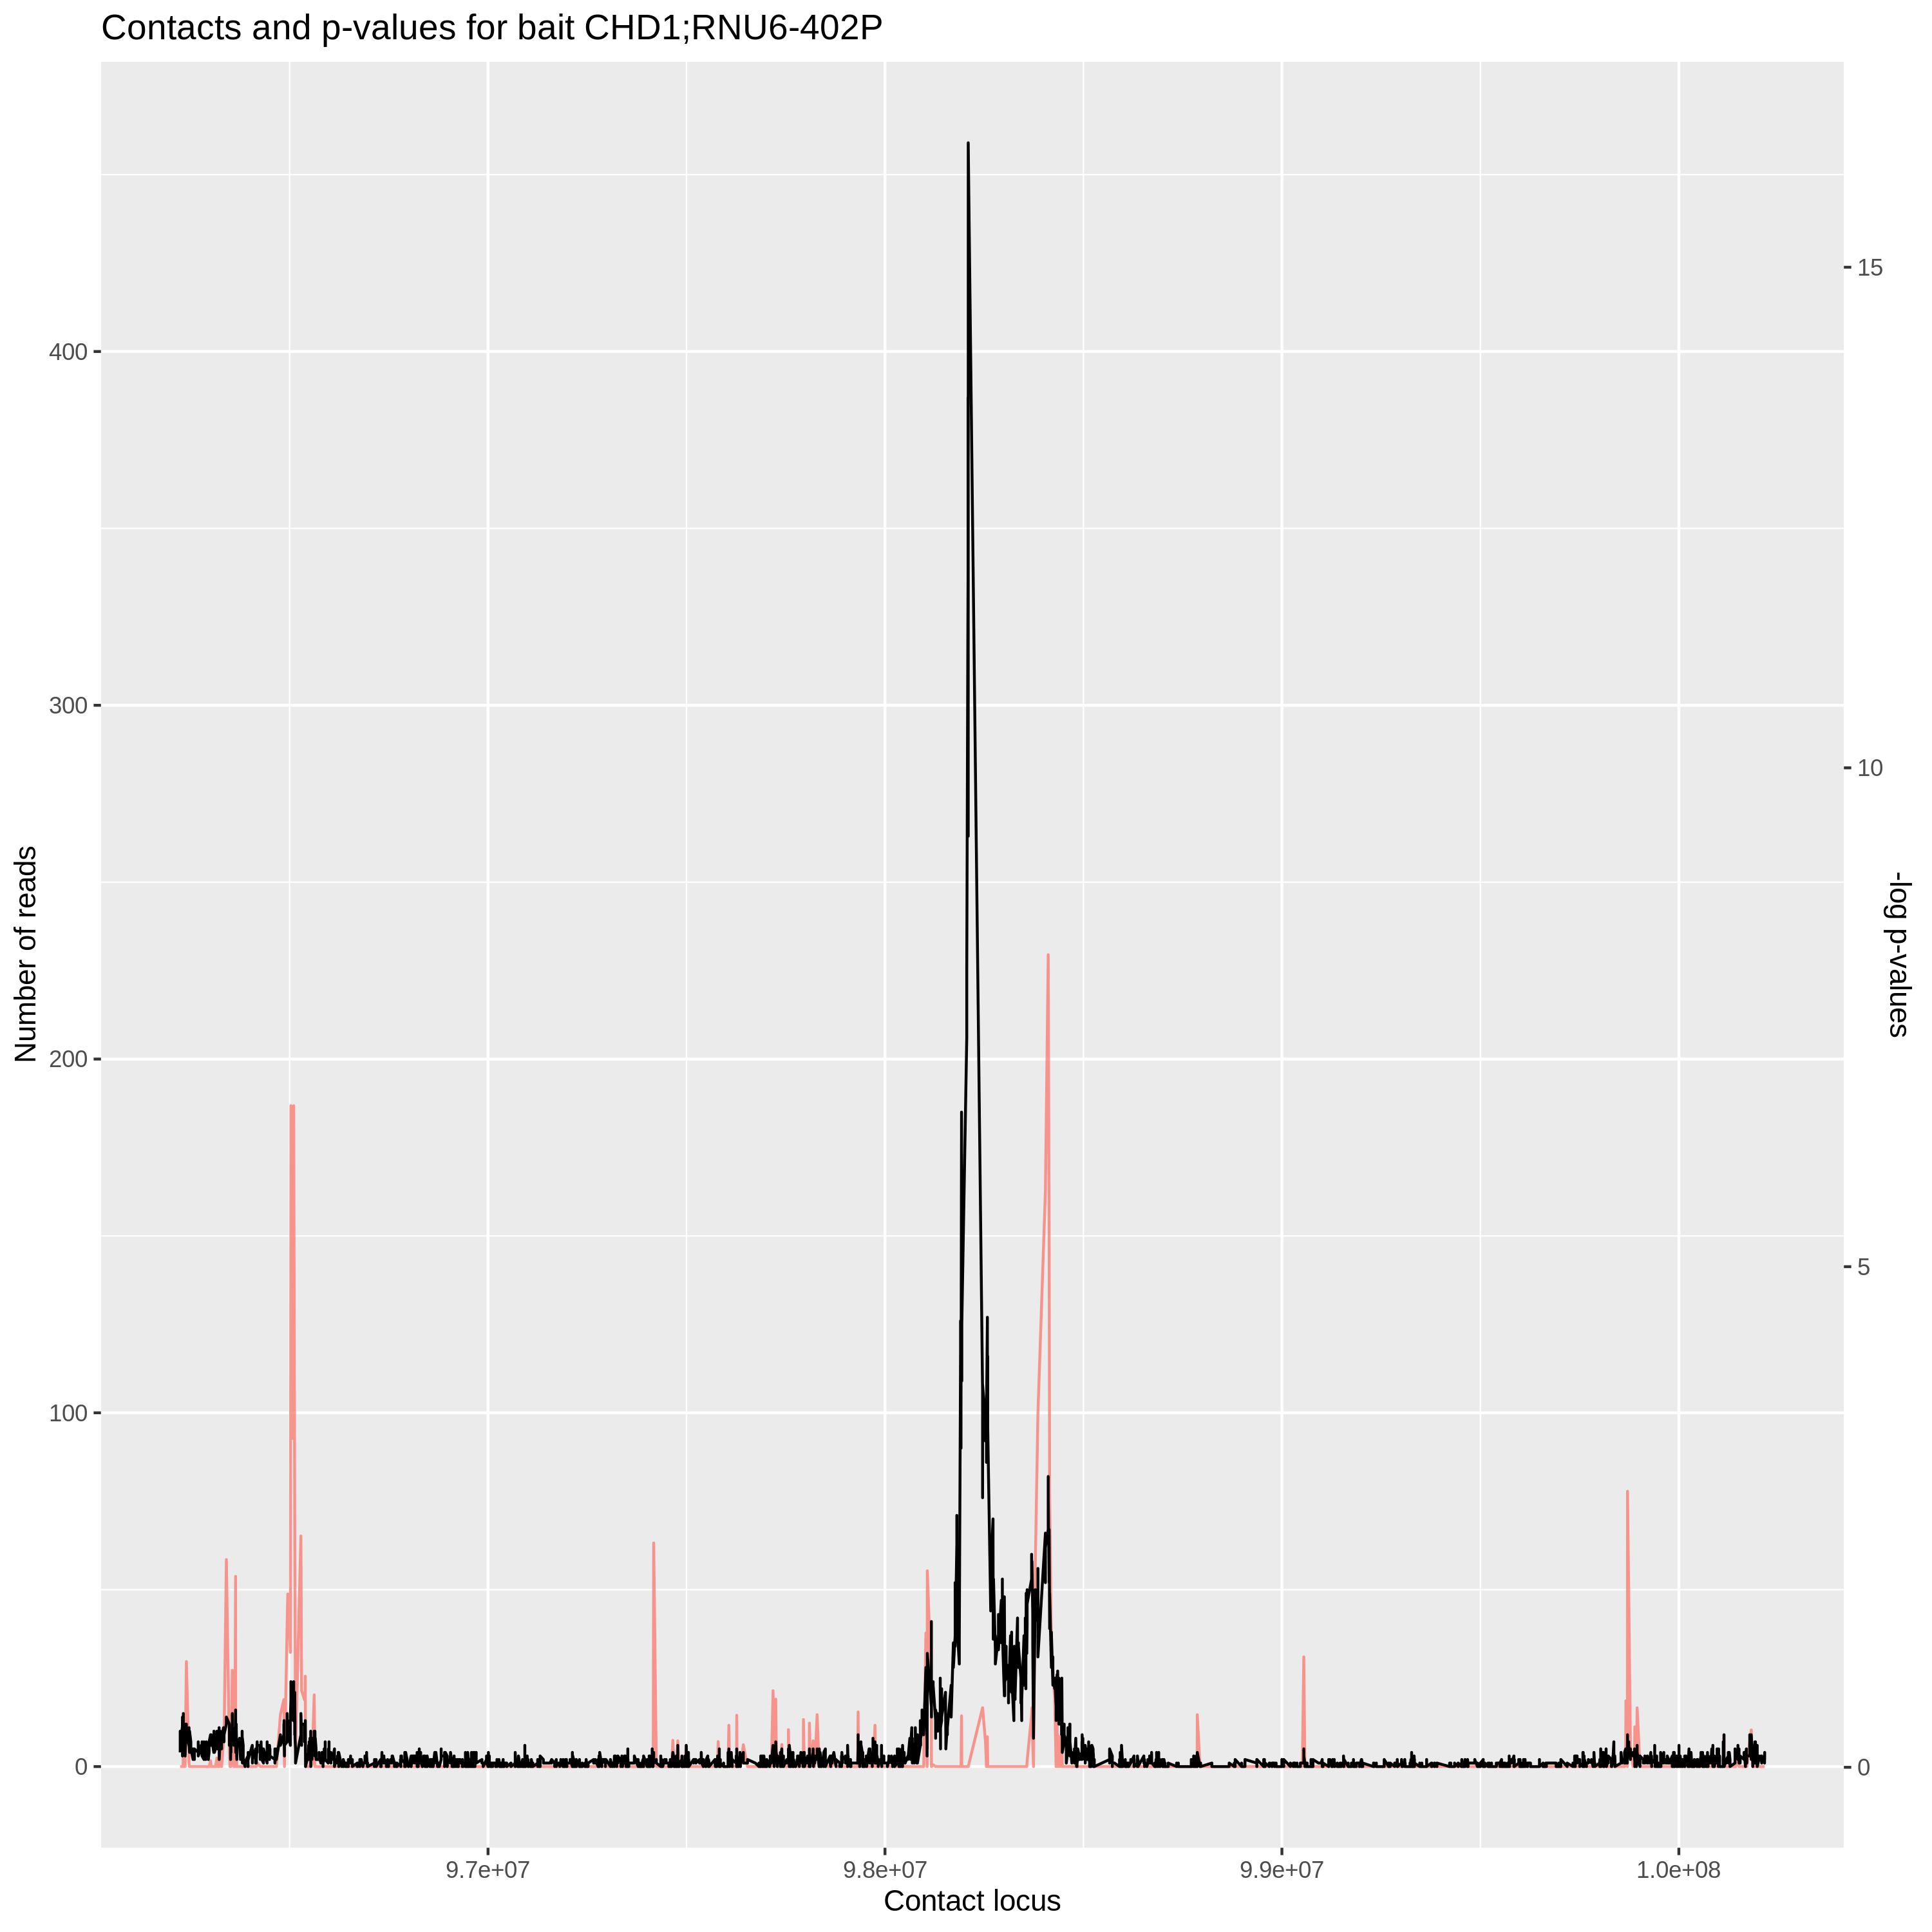 Contacts and p-values for bait CHD1;RNU6-402P
400
300
200
100
0
Number of reads
15
10
5
0
-log p-values
9.7e+07
9.8e+07
9.9e+07
1.0e+08
Contact locus